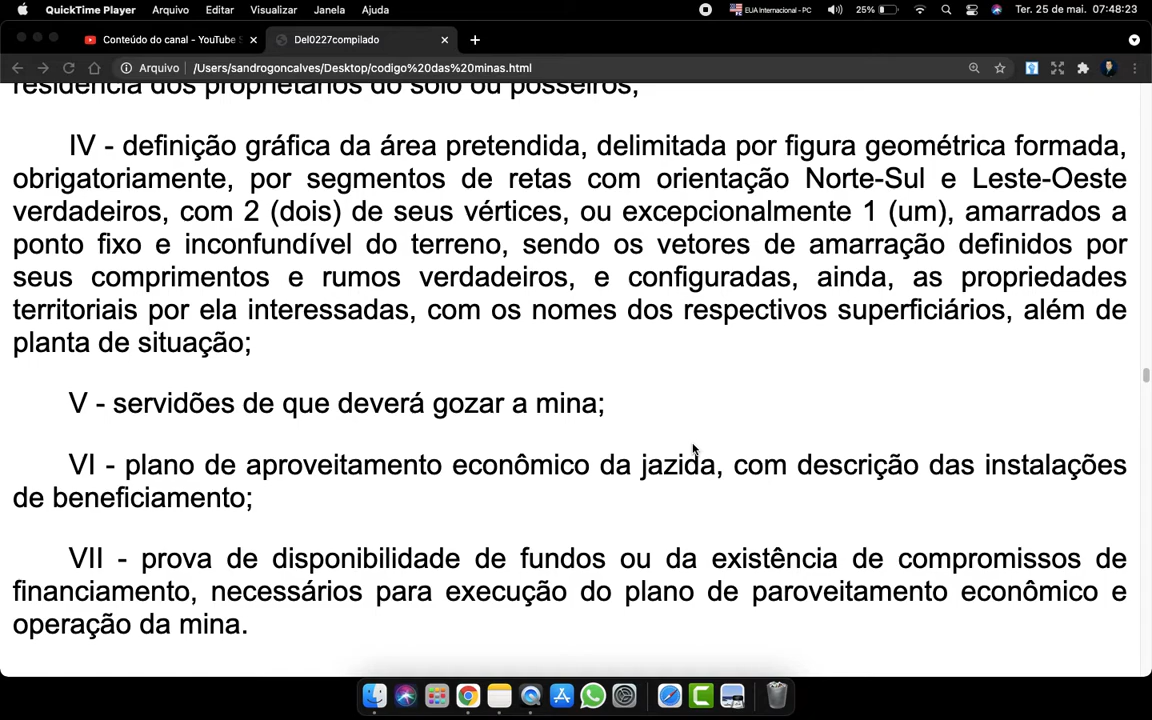 QuickTime Player Arquivo Editar Visualizar Janela Ajuda EUA Internacional - PC 25% Ter. 25 de mai. 07:48:23
Conteúdo do canal - YouTube Del0227compilado
Arquivo /Users/sandrogoncalves/Desktop/codigo%20das%20minas.html
residência dos proprietários do solo ou posseiros;
IV - definição gráfica da área pretendida, delimitada por figura geométrica formada,
obrigatoriamente, por segmentos de retas com orientação Norte-Sul e Leste-Oeste
verdadeiros, com 2 (dois) de seus vértices, ou excepcionalmente 1 (um), amarrados a
ponto fixo e inconfundível do terreno, sendo os vetores de amarração definidos por
seus comprimentos e rumos verdadeiros, e configuradas, ainda, as propriedades
territoriais por ela interessadas, com os nomes dos respectivos superficiários, além de
planta de situação;
V - servidões de que deverá gozar a mina;
VI - plano de aproveitamento econômico da jazida, com descrição das instalações
de beneficiamento;
VII - prova de disponibilidade de fundos ou da existência de compromissos de
financiamento, necessários para execução do plano de paroveitamento econômico e
operação da mina.